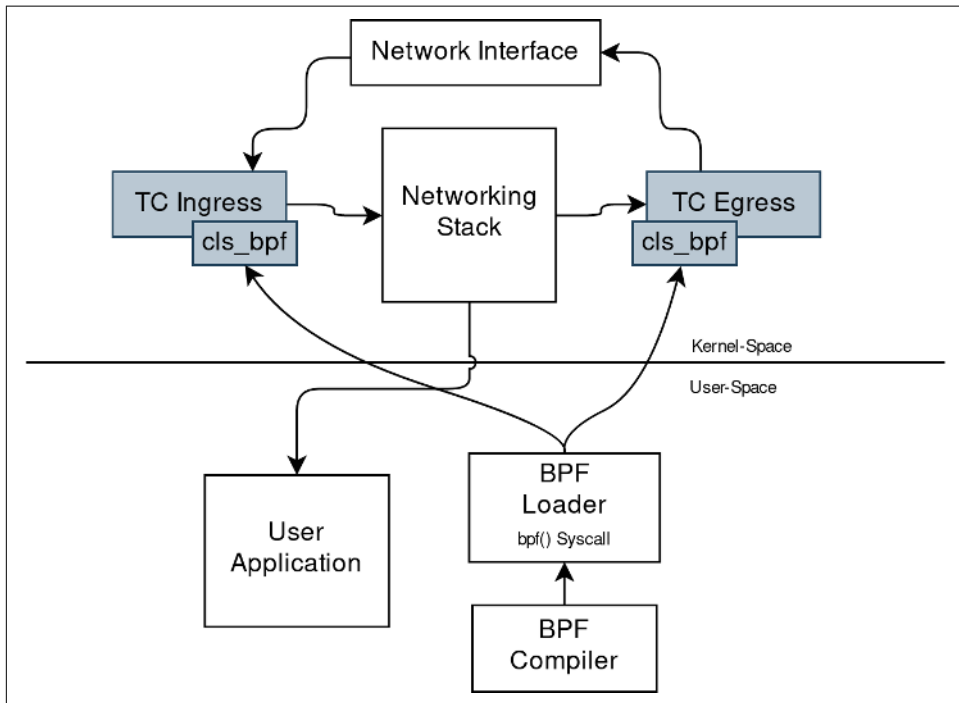 Network Interface
TC Ingress
cls_bpf
Networking
Stack
TC Egress
cls_bpf
Kernel-Space
User-Space
User
Application
BPF
Loader
bpf() Syscall
BPF
Compiler